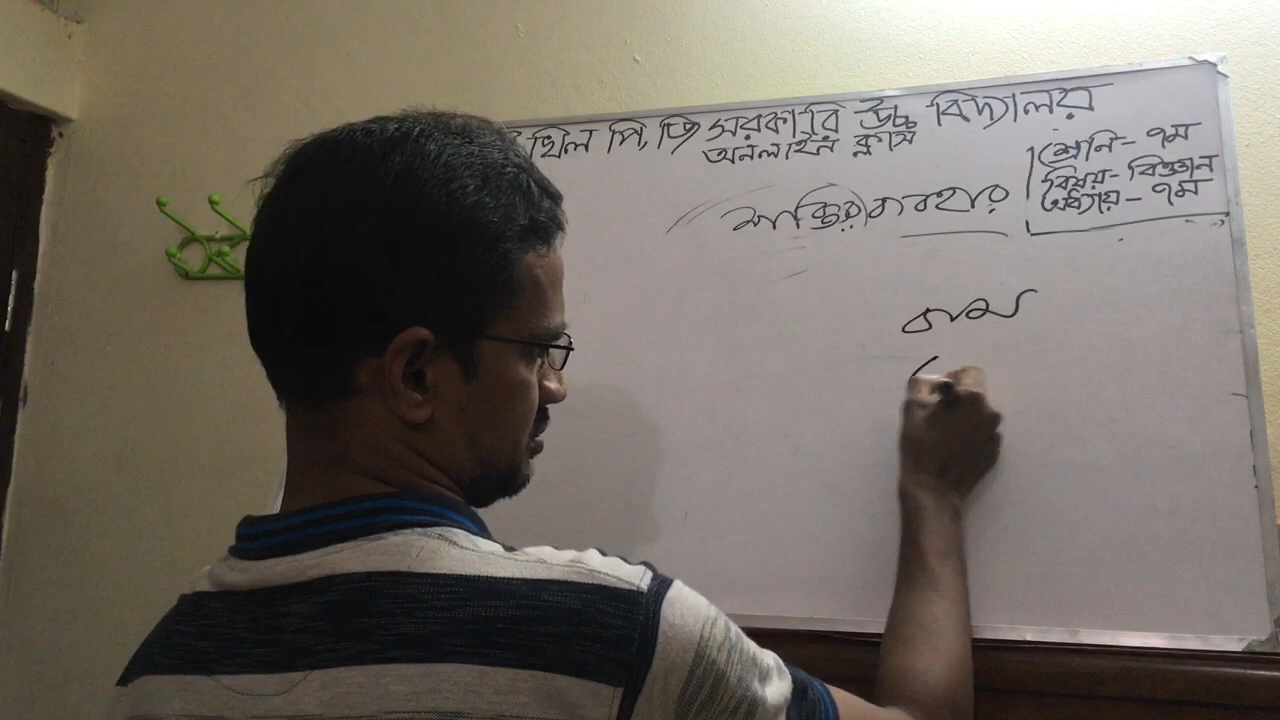 খিল পি.জি সরকারি উচ্চ বিদ্যালয়
অনলাইন ক্লাস
শ্রেনি- ৭ম
বিষয়- বিজ্ঞান
অধ্যায়- ৭ম
শক্তির ব্যবহার